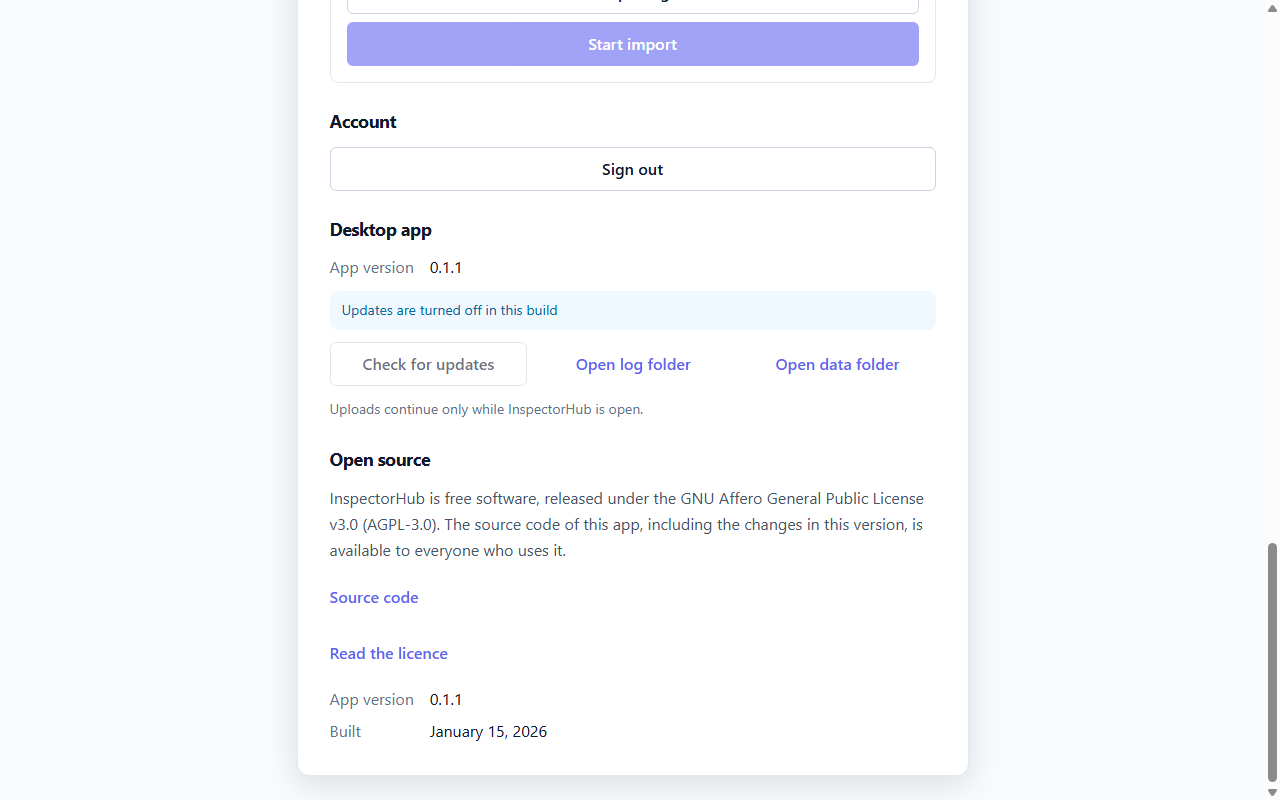 Start import
Account
Sign out
Desktop app
App version 0.1.1
Updates are turned off in this build
Check for updates Open log folder Open data folder
Uploads continue only while InspectorHub is open.
Open source
InspectorHub is free software, released under the GNU Affero General Public License
v3.0 (AGPL-3.0). The source code of this app, including the changes in this version, is
available to everyone who uses it.
Source code
Read the licence
App version 0.1.1
Built January 15, 2026